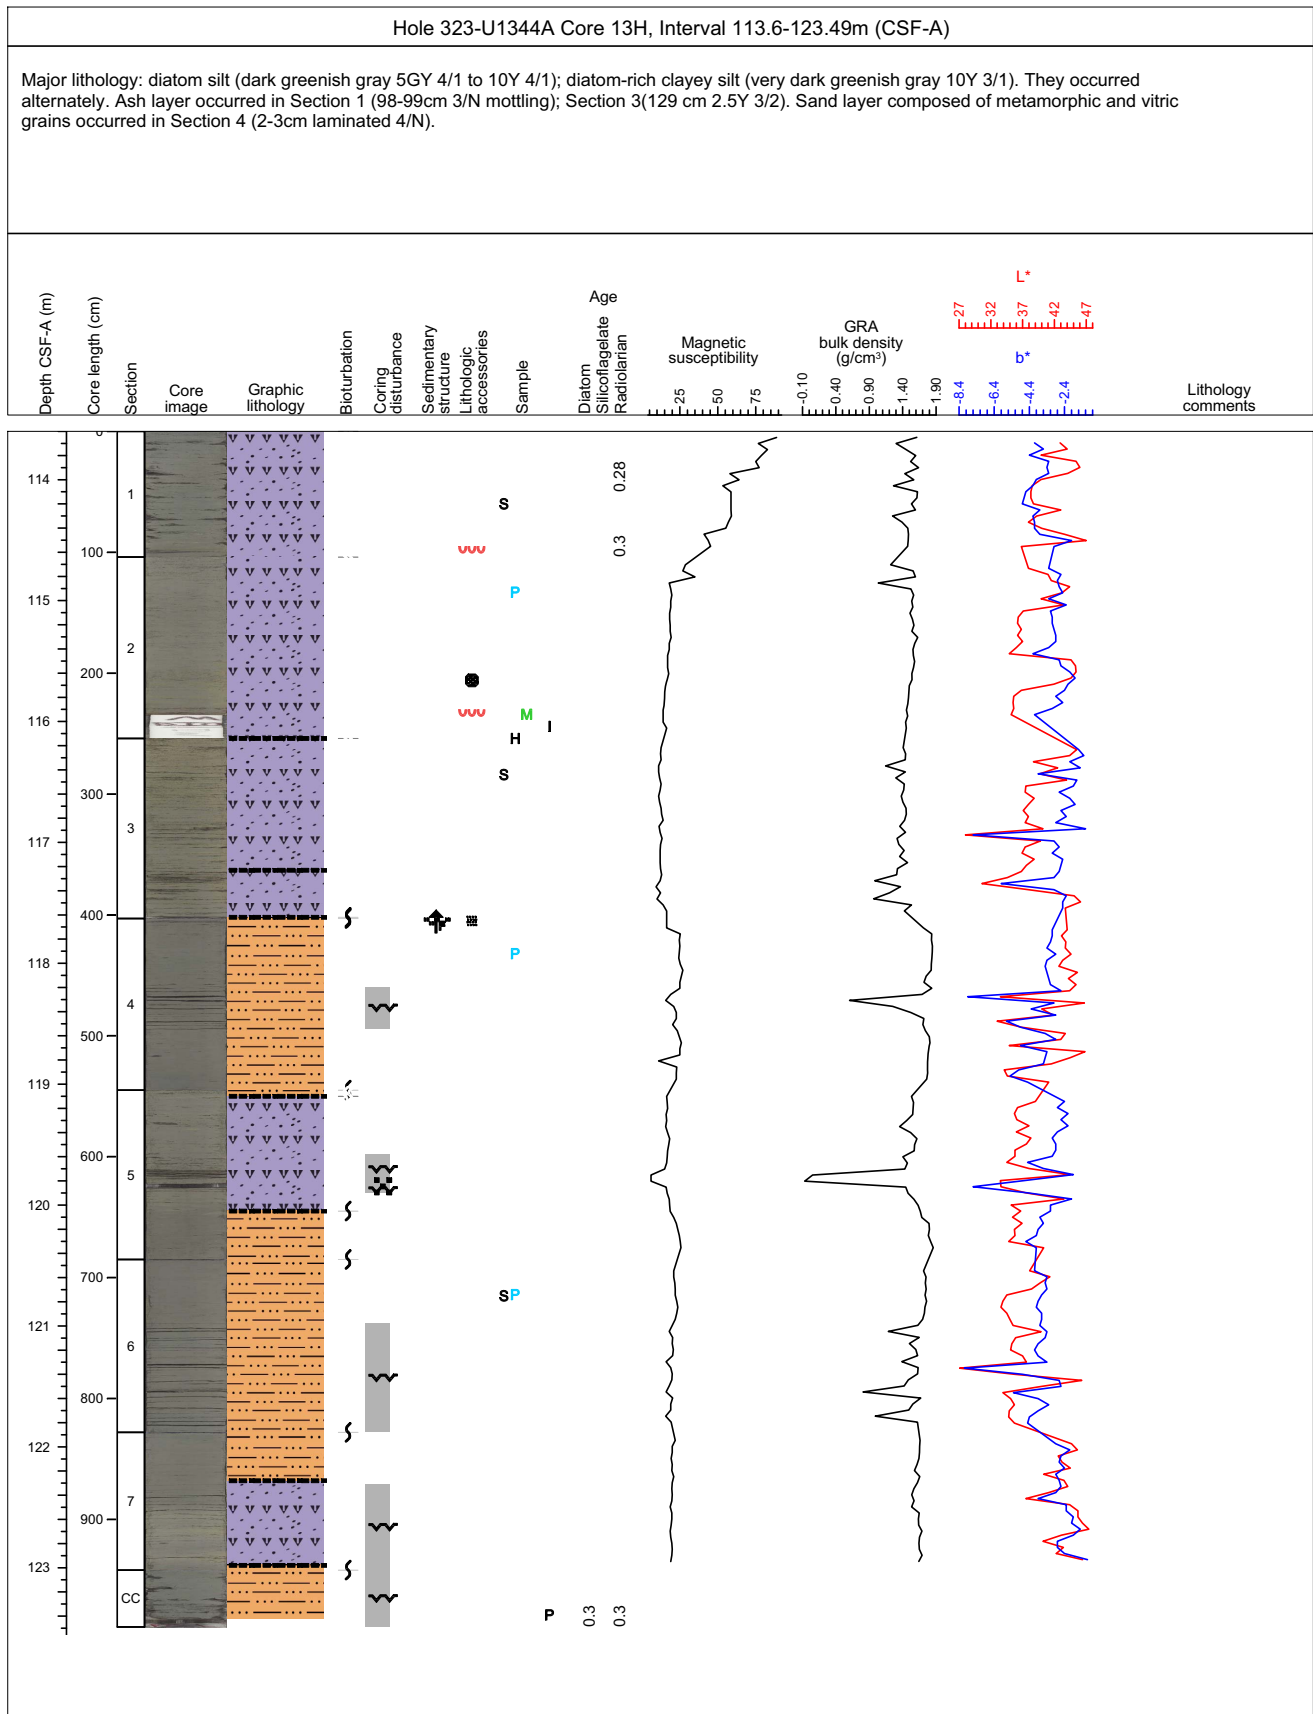 Hole 323-U1344A Core 13H, Interval 113.6-123.49m (CSF-A)
Major lithology: diatom silt (dark greenish gray 5GY 4/1 to 10Y 4/1); diatom-rich clayey silt (very dark greenish gray 10Y 3/1). They occurred
alternately. Ash layer occurred in Section 1 (98-99cm 3/N mottling); Section 3(129 cm 2.5Y 3/2). Sand layer composed of metamorphic and vitric
grains occurred in Section 4 (2-3cm laminated 4/N).
Depth CSF-A (m)
Core length (cm)
Section
Core
image
Graphic
lithology
Bioturbation
Coring
disturbance
Sedimentary
structure
Lithologic
accessories
Sample
Age
Diatom
Silicoflagelate
Radiolarian
Magnetic
susceptibility
25 50 75
GRA
bulk density
(g/cm³)
-0.10 0.40 0.90 1.40 1.90
L*
27 32 37 42 47
b*
-8.4 -6.4 -4.4 -2.4
Lithology
comments
0
114
0.28
1
S
100
0.3
P
115
2
200
M
116
I
H
S
300
3
117
400
P
118
4
500
119
600
5
120
700
S P
121
6
800
122
7
900
123
CC
P
0.3
0.3